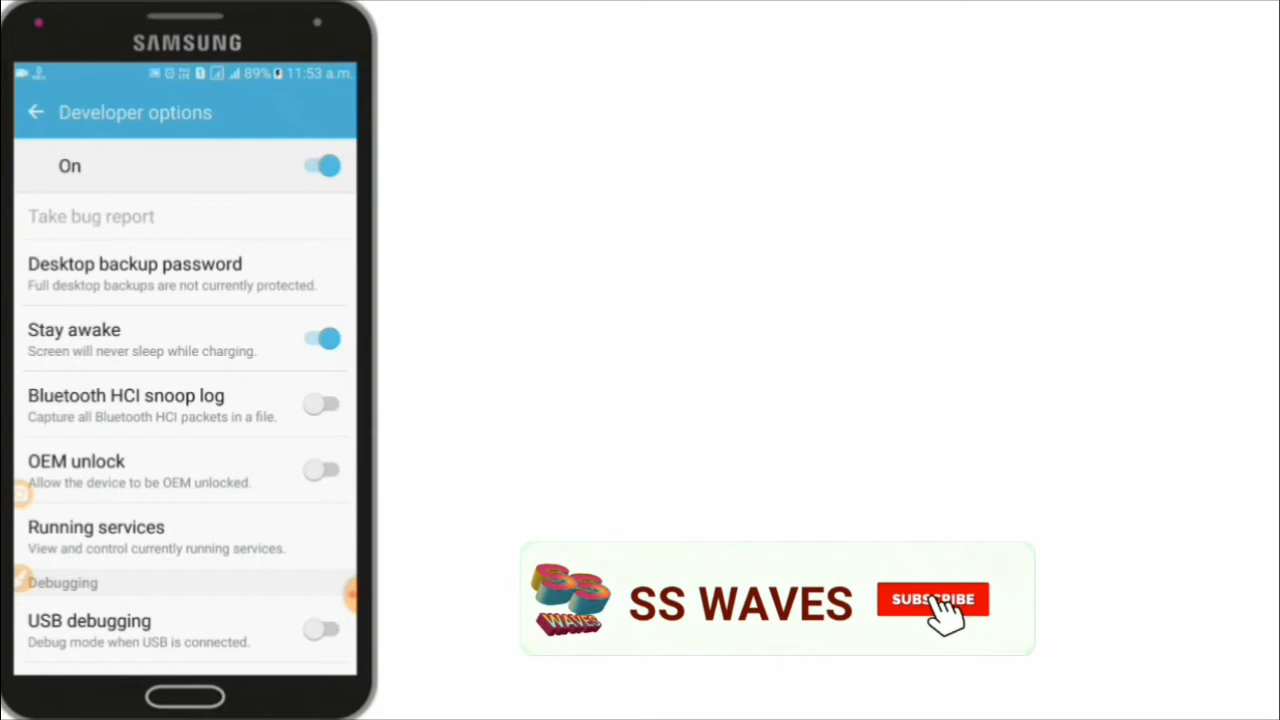 SAMSUNG
89% 11:53 a.m.
Developer options
On
Take bug report
Desktop backup password
Full desktop backups are not currently protected.
Stay awake
Screen will never sleep while charging.
Bluetooth HCI snoop log
Capture all Bluetooth HCI packets in a file.
OEM unlock
Allow the device to be OEM unlocked.
Running services
View and control currently running services.
Debugging
USB debugging
Debug mode when USB is connected.
WAVES
SS WAVES
SUBSCRIBE